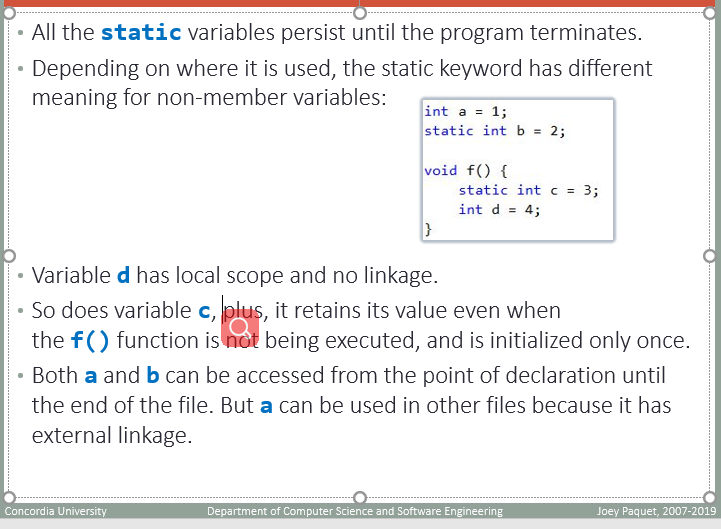 • All the static variables persist until the program terminates.
• Depending on where it is used, the static keyword has different
meaning for non-member variables:
int a = 1;
static int b = 2;
void f() {
static int c = 3;
int d = 4;
}
• Variable d has local scope and no linkage.
• So does variable c, plus, it retains its value even when
the f() function is not being executed, and is initialized only once.
• Both a and b can be accessed from the point of declaration until
the end of the file. But a can be used in other files because it has
external linkage.
Concordia University
Department of Computer Science and Software Engineering
Joey Paquet, 2007-2019